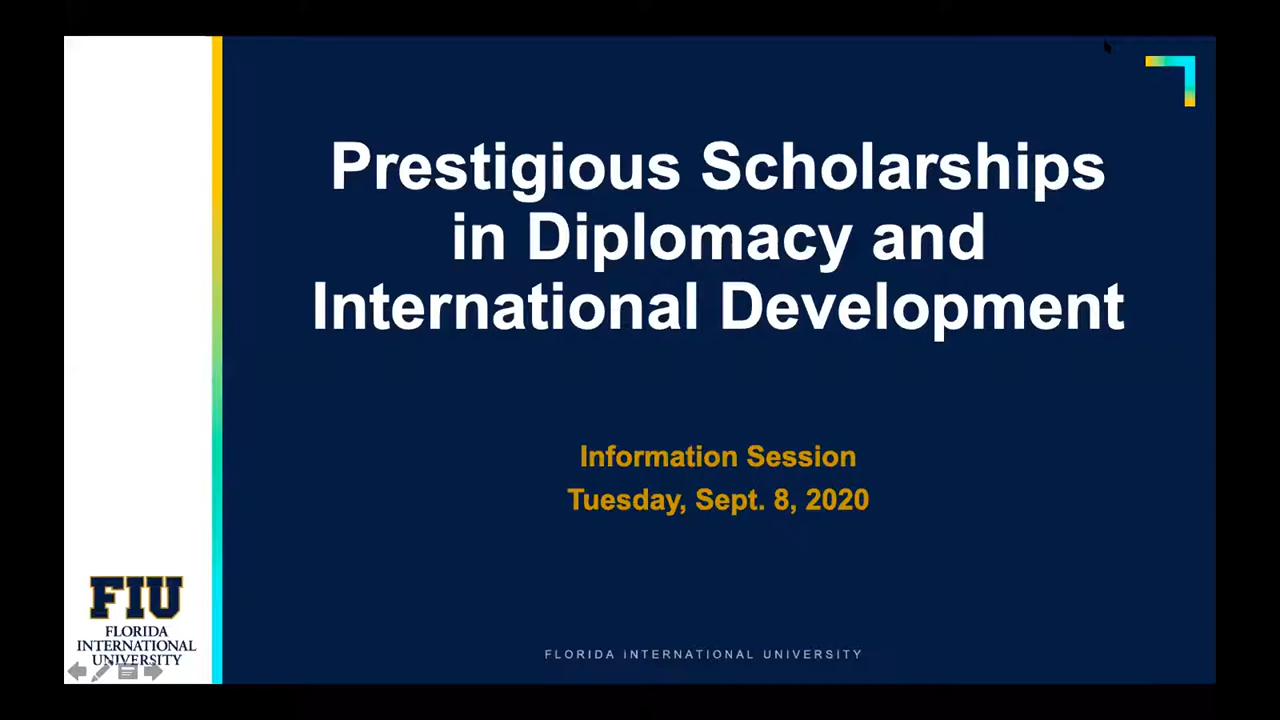 Prestigious Scholarships
in Diplomacy and
International Development
Information Session
Tuesday, Sept. 8, 2020
FIU
FLORIDA
INTERNATIONAL
UNIVERSITY
FLORIDA INTERNATIONAL UNIVERSITY